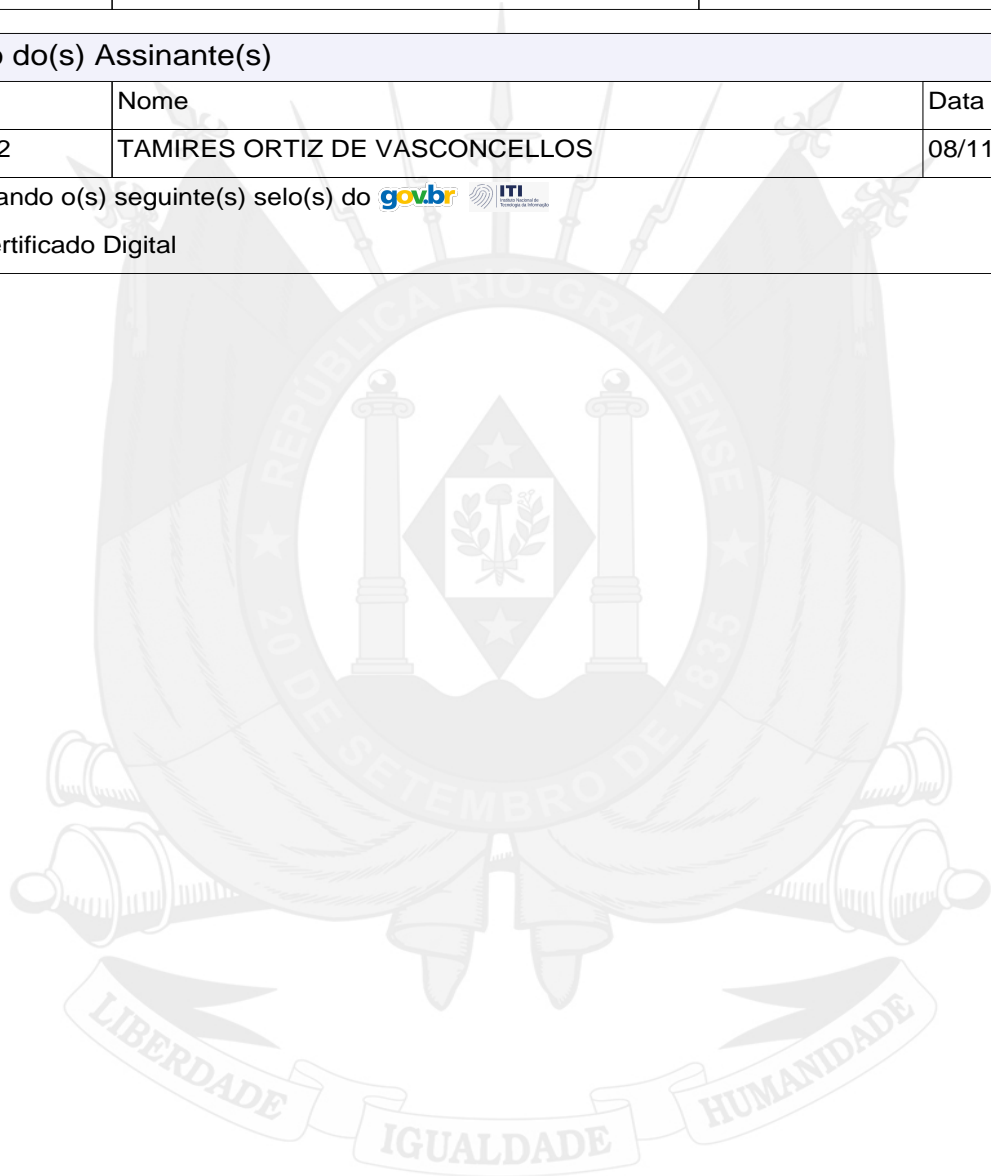 o do(s) Assinante(s)
Nome Data
2 TAMIRES ORTIZ DE VASCONCELLOS 08/11
ando o(s) seguinte(s) selo(s) do gov.br ITI
ertificado Digital
REPÚBLICA RIO-GRANDENSE
20 DE SETEMBRO DE 1835
LIBERDADE IGUALDADE HUMANIDADE